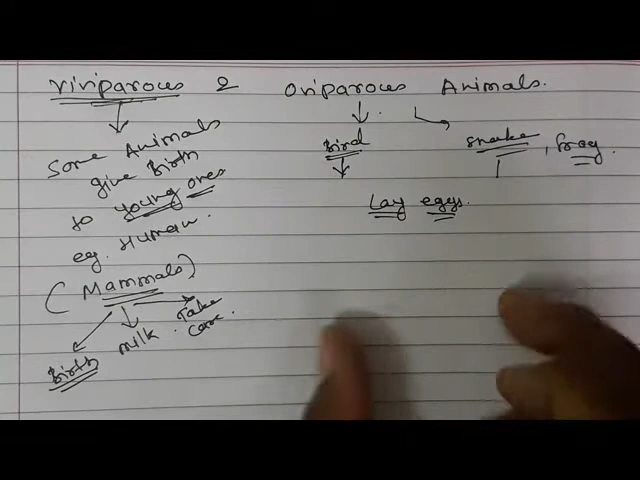 Viviparous & Oviparous Animals.
Some Animals
give Birth
to young ones
eg. Human.
(Mammals)
Birth
milk.
Take
care.
Bird
snake, frog.
Lay eggs.